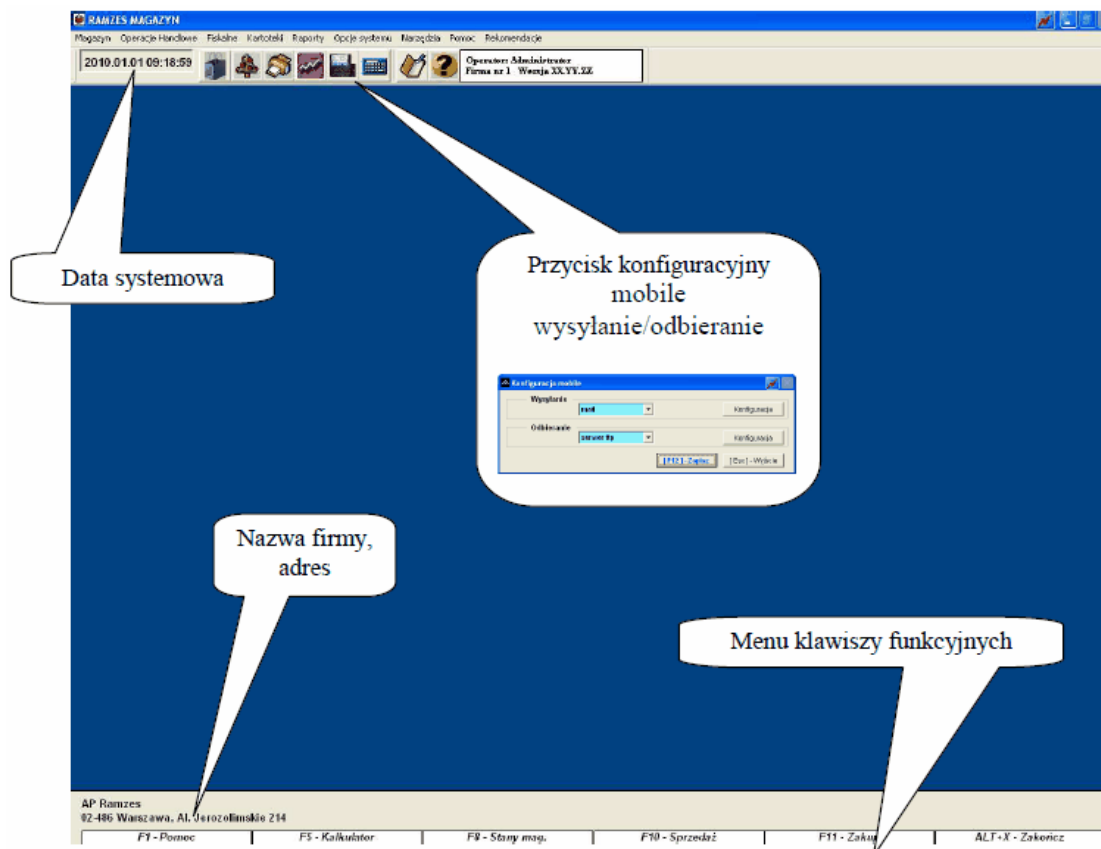 RAMZES MAGAZYN
Magazyn Operacje Handlowe Fiskalne Kartoteki Raporty Opcje systemu Narzędzia Pomoc Rekomendacje
2010.01.01 09:18:59
Operator: Administrator
Firma nr 1 Wersja XX.YY.ZZ
Data systemowa
Przycisk konfiguracyjny
mobile
wysyłanie/odbieranie
Konfiguracja mobile
Wysyłanie
mail
Konfiguracja
Odbieranie
serwer ftp
Konfiguracja
[F12] - Zapisz
[Esc] - Wyjście
Nazwa firmy,
adres
Menu klawiszy funkcyjnych
AP Ramzes
02-486 Warszawa, Al. Jerozolimskie 214
F1 - Pomoc
F5 - Kalkulator
F8 - Stany mag.
F10 - Sprzedaż
F11 - Zaku
ALT+X - Zakończ